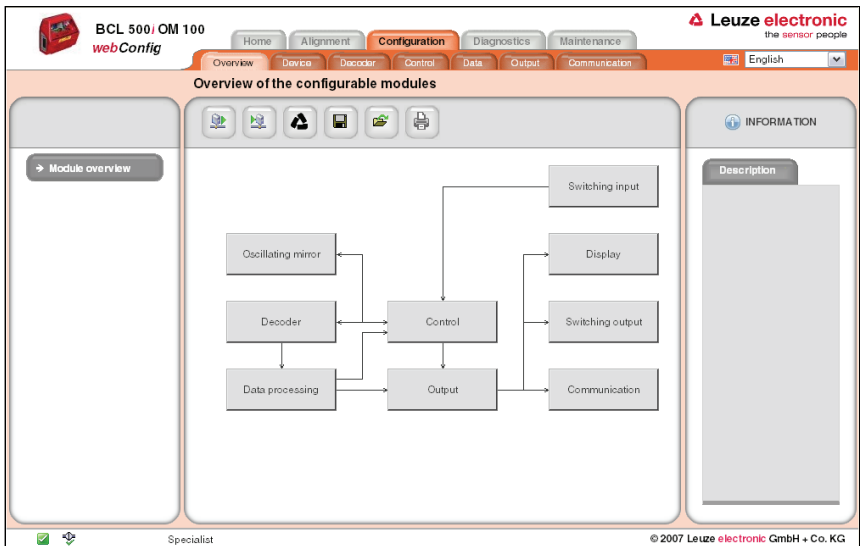 BCL 500i OM 100
webConfig
Home Alignment Configuration Diagnostics Maintenance
Leuze electronic
the sensor people
Overview Device Decoder Control Data Output Communication
English
Overview of the configurable modules
INFORMATION
→ Module overview
Description
Switching input
Oscillating mirror
Display
Decoder
Control
Switching output
Data processing
Output
Communication
Specialist
© 2007 Leuze electronic GmbH + Co. KG